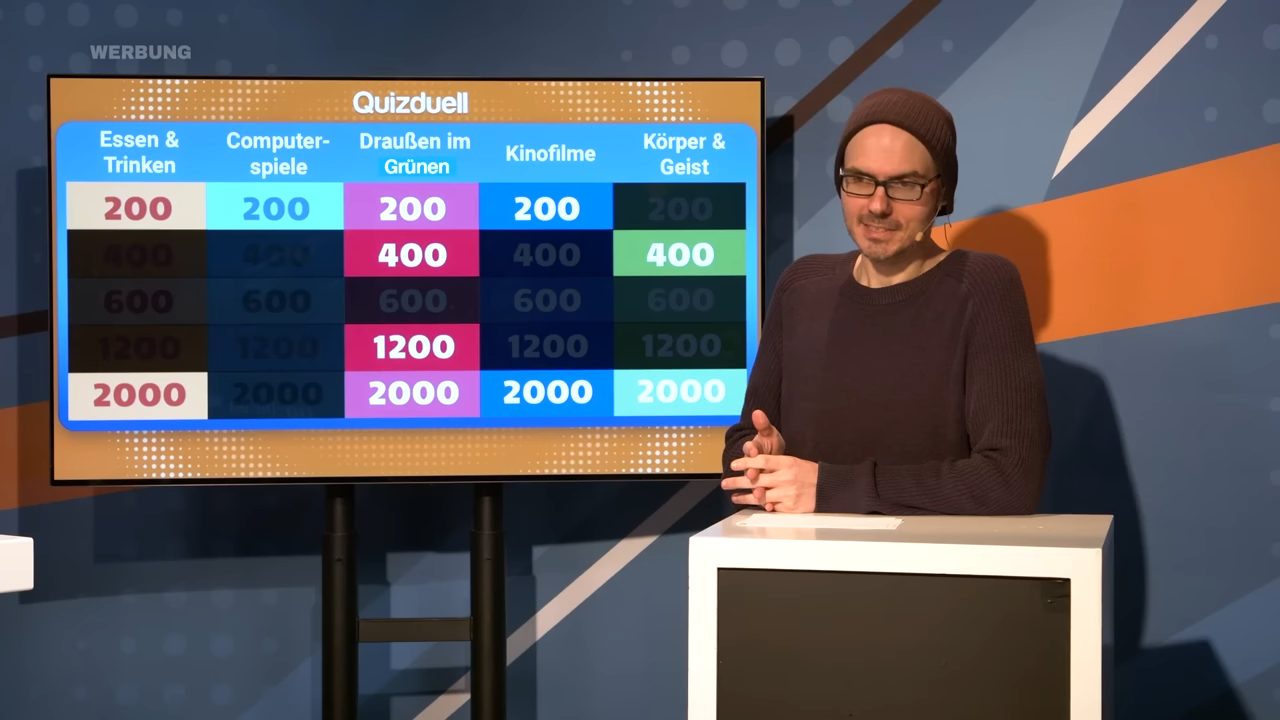 WERBUNG
Quizduell
Essen &
Trinken
Computer-
spiele
Draußen im
Grünen
Kinofilme
Körper &
Geist
200 200 200 200 200
400 400 400 400 400
600 600 600 600 600
1200 1200 1200 1200 1200
2000 2000 2000 2000 2000